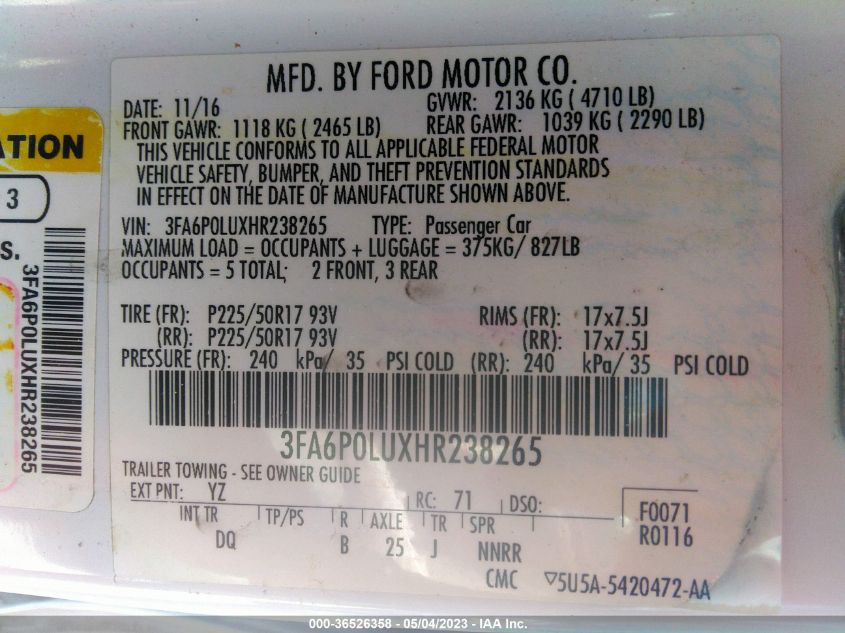 MFD. BY FORD MOTOR CO.
DATE: 11/16 GVWR: 2136 KG ( 4710 LB)
FRONT GAWR: 1118 KG ( 2465 LB) REAR GAWR: 1039 KG ( 2290 LB)
THIS VEHICLE CONFORMS TO ALL APPLICABLE FEDERAL MOTOR
VEHICLE SAFETY, BUMPER, AND THEFT PREVENTION STANDARDS
IN EFFECT ON THE DATE OF MANUFACTURE SHOWN ABOVE.
VIN: 3FA6P0LUXHR238265 TYPE: Passenger Car
MAXIMUM LOAD = OCCUPANTS + LUGGAGE = 375KG/ 827LB
OCCUPANTS = 5 TOTAL; 2 FRONT, 3 REAR
TIRE (FR): P225/50R17 93V RIMS (FR): 17x7.5J
(RR): P225/50R17 93V (RR): 17x7.5J
PRESSURE (FR): 240 kPa/ 35 PSI COLD (RR): 240 kPa/ 35 PSI COLD
3FA6P0LUXHR238265
TRAILER TOWING - SEE OWNER GUIDE
EXT PNT: YZ RC: 71 DSO:
INT TR TP/PS R AXLE TR SPR
DQ B 25 J NNRR
F0071
R0116
CMC ▽5U5A-5420472-AA
ATION
3
S.
3FA6P0LUXHR238265
000-36526358 - 05/04/2023 - IAA Inc.